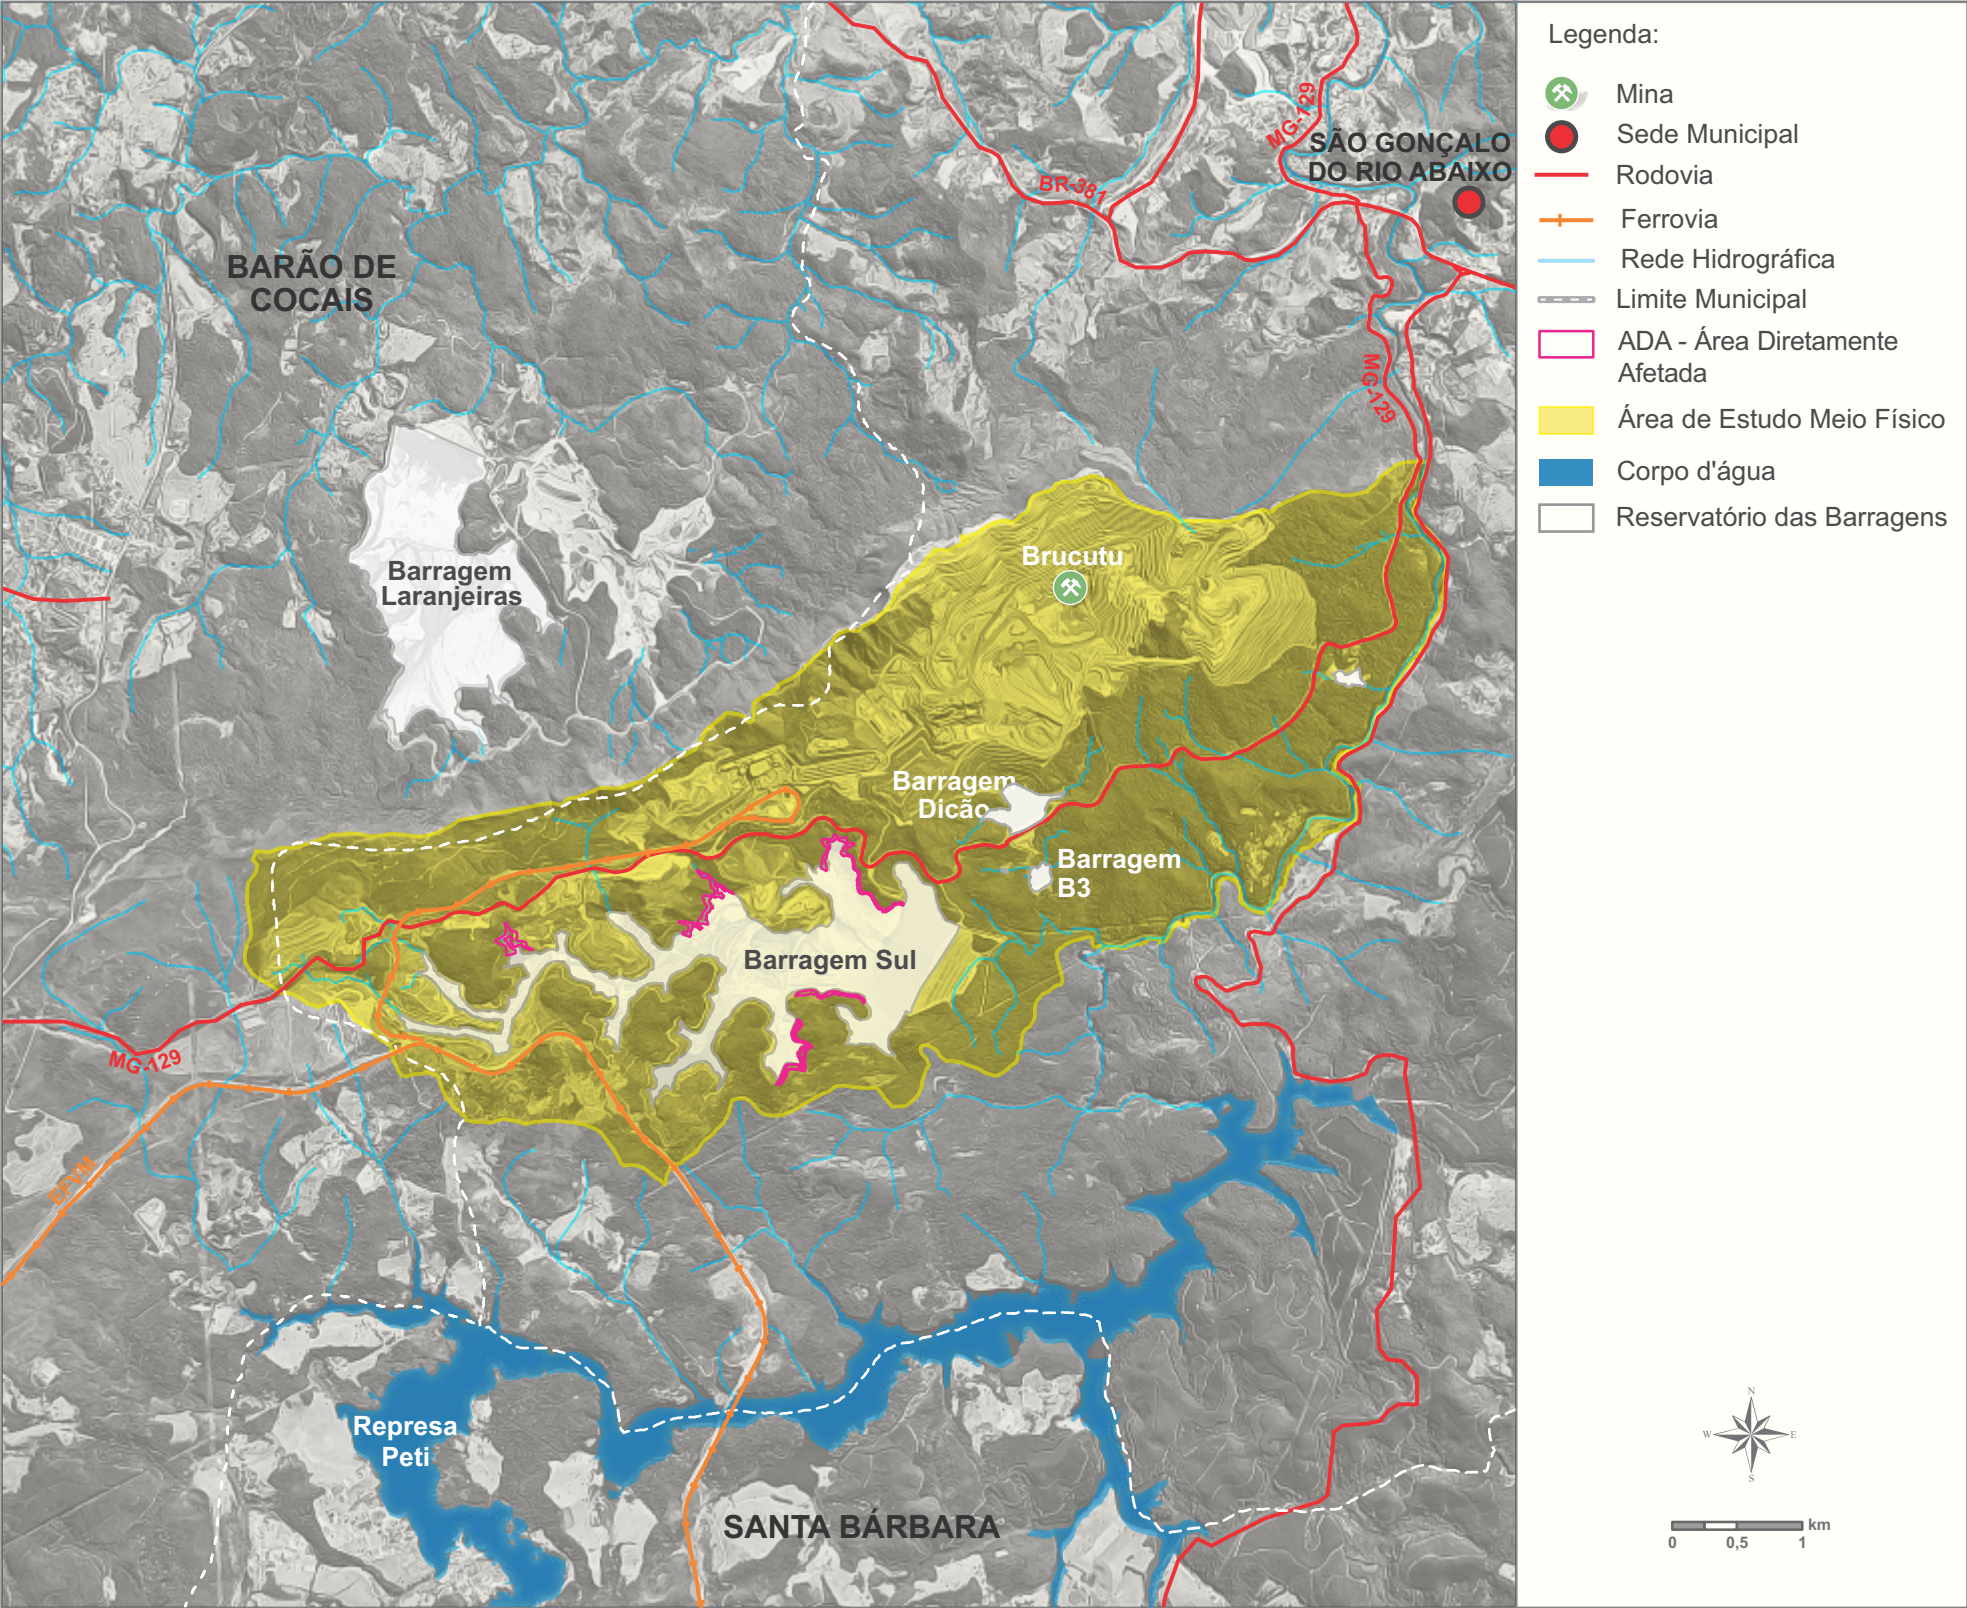 MG-129
SÃO GONÇALO
DO RIO ABAIXO
BR-381
BARÃO DE
COCAIS
MG-129
Barragem
Laranjeiras
Brucutu
Barragem
Dicão
Barragem
B3
Barragem Sul
MG-129
EFVM
Represa
Peti
SANTA BÁRBARA
Legenda:
Mina
Sede Municipal
Rodovia
Ferrovia
Rede Hidrográfica
Limite Municipal
ADA - Área Diretamente
Afetada
Área de Estudo Meio Físico
Corpo d'água
Reservatório das Barragens
N
W E
S
km
0 0,5 1